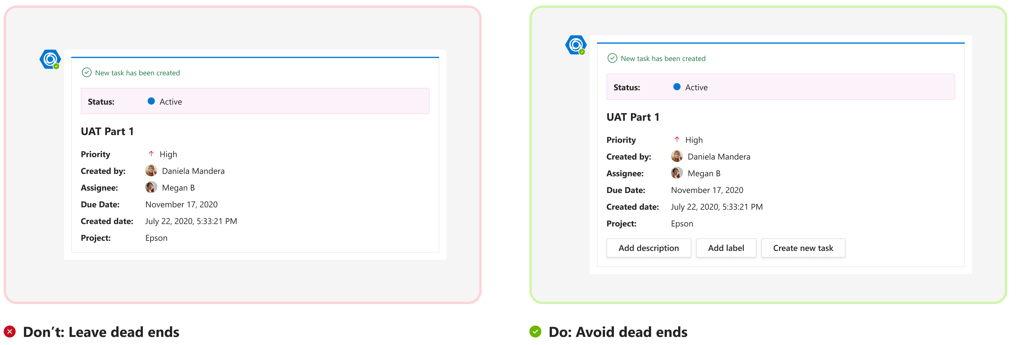 New task has been created
Status: Active
UAT Part 1
Priority High
Created by: Daniela Mandera
Assignee: Megan B
Due Date: November 17, 2020
Created date: July 22, 2020, 5:33:21 PM
Project: Epson
Don't: Leave dead ends
New task has been created
Status: Active
UAT Part 1
Priority High
Created by: Daniela Mandera
Assignee: Megan B
Due Date: November 17, 2020
Created date: July 22, 2020, 5:33:21 PM
Project: Epson
Add description Add label Create new task
Do: Avoid dead ends